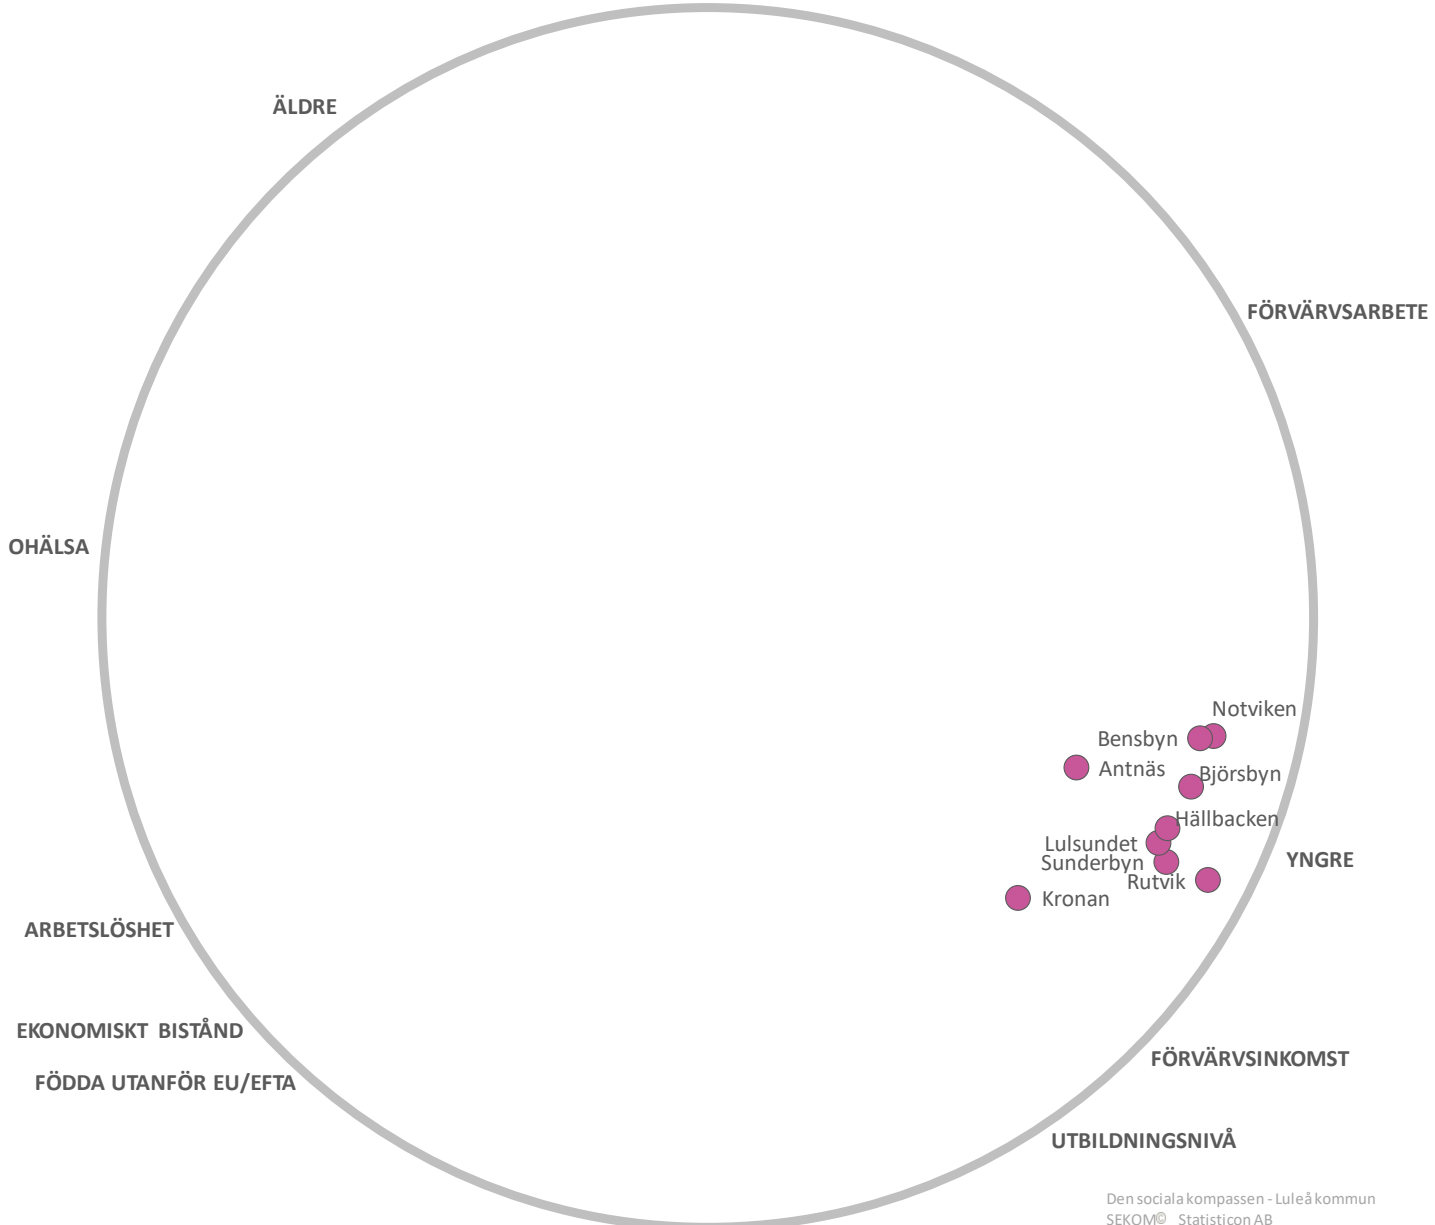 ÄLDRE
FÖRVÄRVSARBETE
OHÄLSA
Notviken
Bensbyn
Antnäs
Björsbyn
Hällbacken
Lulsundet
Sunderbyn
YNGRE
Rutvik
Kronan
ARBETSLÖSHET
EKONOMISKT BISTÅND
FÖRVÄRVSINKOMST
FÖDDA UTANFÖR EU/EFTA
UTBILDNINGSNIVÅ
Den sociala kompassen - Luleå kommun
SEKOM© Statisticon AB